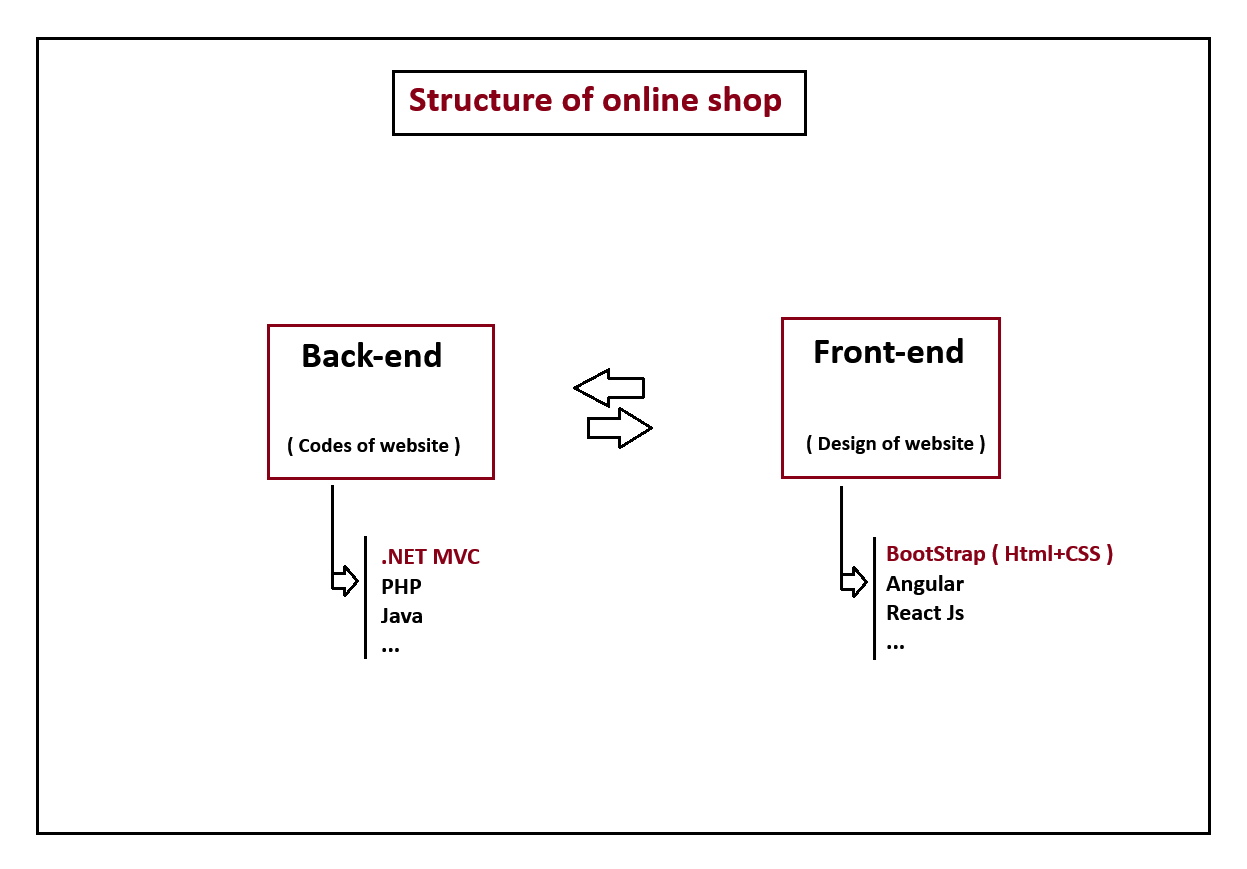 Structure of online shop
Back-end
( Codes of website )
.NET MVC
PHP
Java
...
Front-end
( Design of website )
BootStrap ( Html+CSS )
Angular
React Js
...